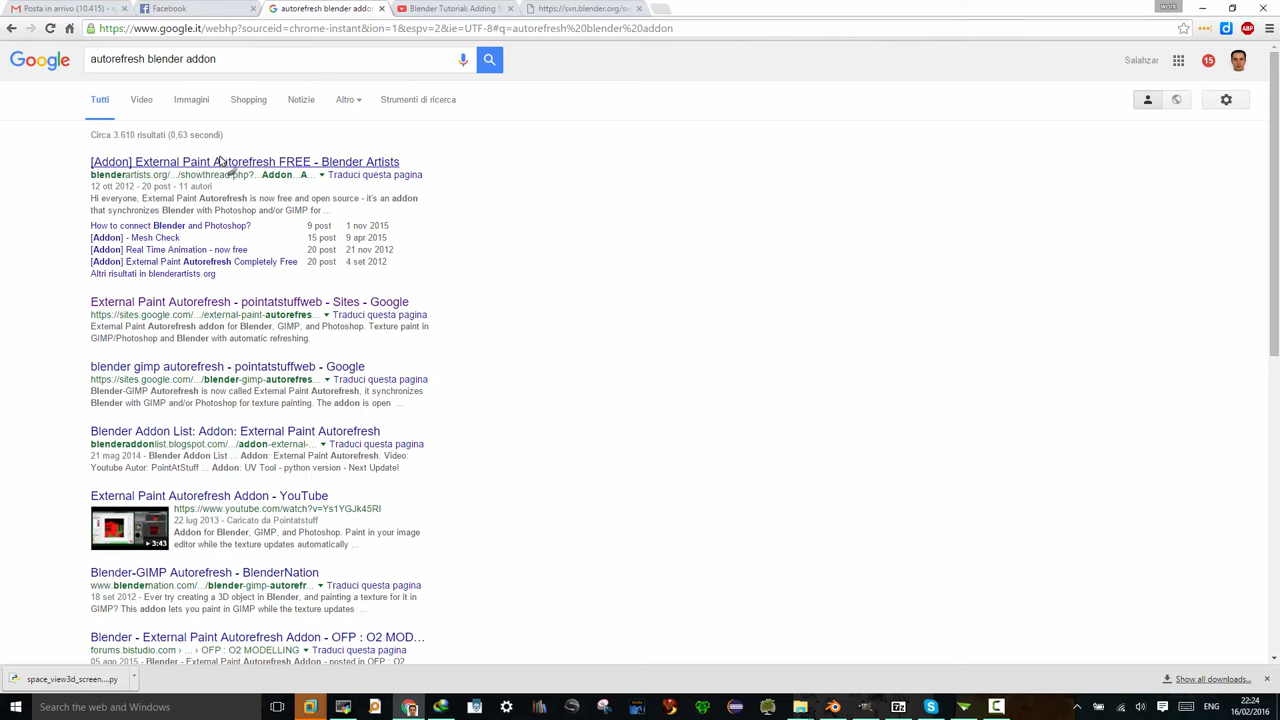 Posta in arrivo (10.415) - s
Facebook
autorefresh blender addon
Blender Tutorial: Adding S
https://svn.blender.org/sv
work
https://www.google.it/webhp?sourceid=chrome-instant&ion=1&espv=2&ie=UTF-8#q=autorefresh%20blender%20addon
Google
autorefresh blender addon
Salahzar
15
Tutti
Video
Immagini
Shopping
Notizie
Altro
Strumenti di ricerca
Circa 3.610 risultati (0,63 secondi)
[Addon] External Paint Autorefresh FREE - Blender Artists
blenderartists.org/.../showthread.php?...Addon...A... Traduci questa pagina
12 ott 2012 - 20 post - 11 autori
Hi everyone, External Paint Autorefresh is now free and open source - it's an addon
that synchronizes Blender with Photoshop and/or GIMP for ...
How to connect Blender and Photoshop? 9 post 1 nov 2015
[Addon] - Mesh Check 15 post 9 apr 2015
[Addon] Real Time Animation - now free 20 post 21 nov 2012
[Addon] External Paint Autorefresh Completely Free 20 post 4 set 2012
Altri risultati in blenderartists.org
External Paint Autorefresh - pointatstuffweb - Sites - Google
https://sites.google.com/.../external-paint-autorefres... Traduci questa pagina
External Paint Autorefresh addon for Blender, GIMP, and Photoshop. Texture paint in
GIMP/Photoshop and Blender with automatic refreshing.
blender gimp autorefresh - pointatstuffweb - Google
https://sites.google.com/.../blender-gimp-autorefres... Traduci questa pagina
Blender-GIMP Autorefresh is now called External Paint Autorefresh, it synchronizes
Blender with GIMP and/or Photoshop for texture painting. The addon is open ...
Blender Addon List: Addon: External Paint Autorefresh
blenderaddonlist.blogspot.com/.../addon-external-... Traduci questa pagina
21 mag 2014 - Blender Addon List ... Addon: External Paint Autorefresh. Video:
Youtube Autor: PointAtStuff ... Addon: UV Tool - python version - Next Update!
External Paint Autorefresh Addon - YouTube
https://www.youtube.com/watch?v=Ys1YGJk45RI
22 lug 2013 - Caricato da Pointatstuff
Addon for Blender, GIMP, and Photoshop. Paint in your image
editor while the texture updates automatically ...
3:43
Blender-GIMP Autorefresh - BlenderNation
www.blendernation.com/.../blender-gimp-autorefr... Traduci questa pagina
18 set 2012 - Ever try creating a 3D object in Blender, and painting a texture for it in
GIMP? This addon lets you paint in GIMP while the texture updates ...
Blender - External Paint Autorefresh Addon - OFP : O2 MOD...
forums.bistudio.com › ... › OFP : O2 MODELLING Traduci questa pagina
05 ago 2015 - Blender - External Paint Autorefresh Addon - posted in OFP : O2
space_view3d_screen....py
Show all downloads...
Search the web and Windows
ENG
22:24
16/02/2016